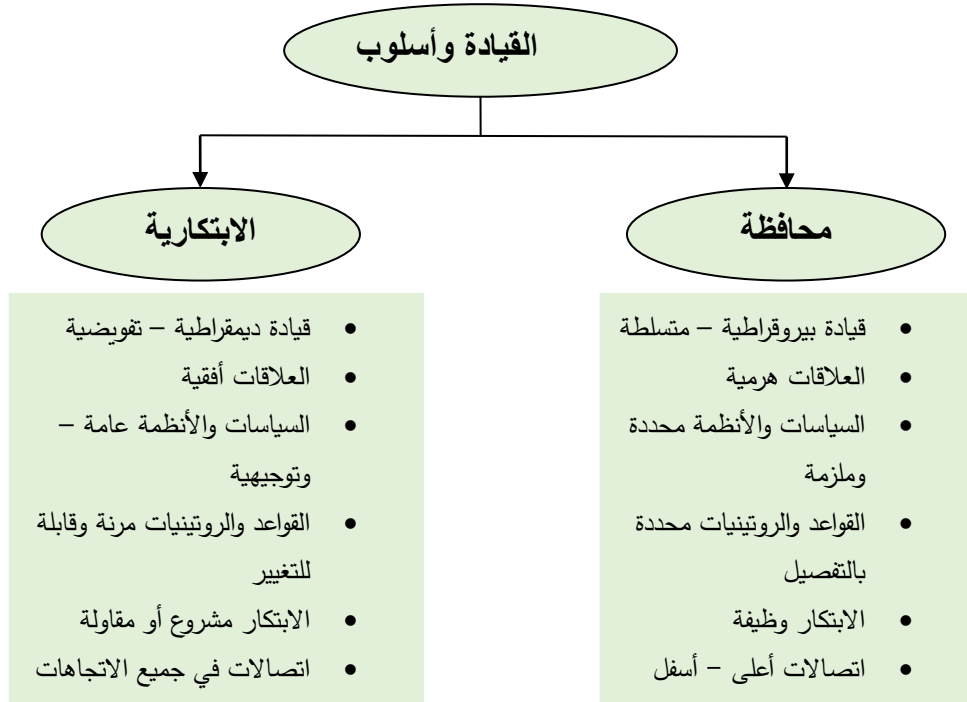 القيادة وأسلوب
محافظة
الابتكارية
• قيادة بيروقراطية – متسلطة
• العلاقات هرمية
• السياسات والأنظمة محددة
وملزمة
• القواعد والروتينيات محددة
بالتفصيل
• الابتكار وظيفة
• اتصالات أعلى – أسفل
• قيادة ديمقراطية – تفويضية
• العلاقات أفقية
• السياسات والأنظمة عامة –
وتوجيهية
• القواعد والروتينيات مرنة وقابلة
للتغيير
• الابتكار مشروع أو مقاولة
• اتصالات في جميع الاتجاهات